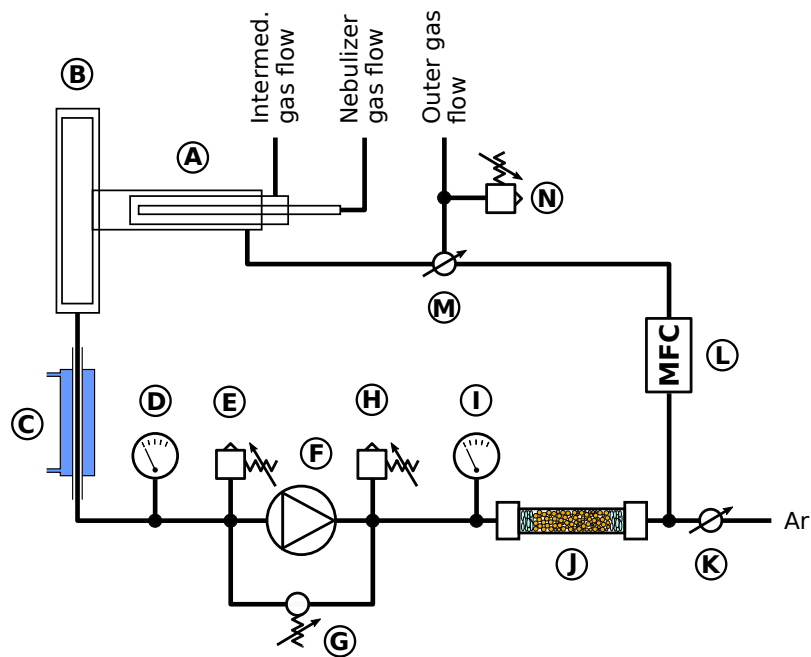 Intermed.
gas flow
Nebulizer
gas flow
Outer gas
flow
B
A
N
M
MFC
L
D
E
H
I
C
F
Ar
J
K
G